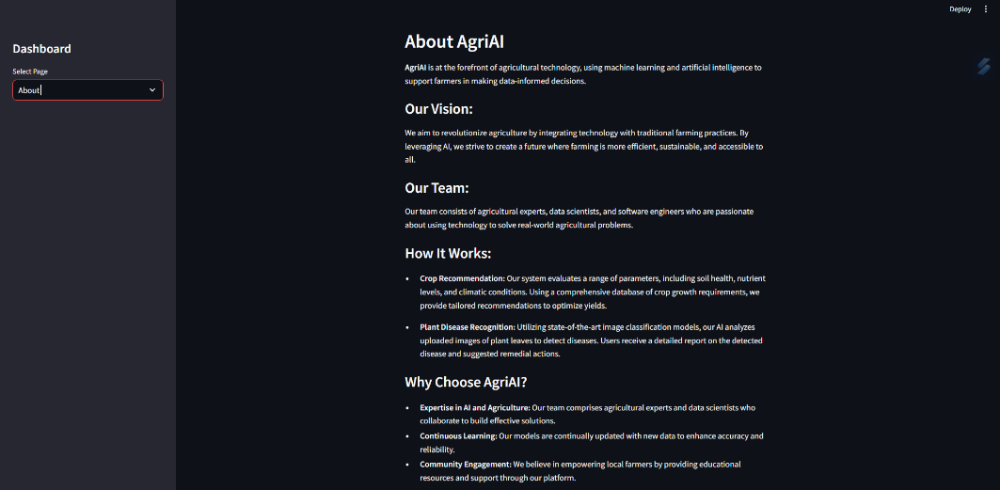 Deploy
Dashboard
Select Page
About
About AgriAI
AgriAI is at the forefront of agricultural technology, using machine learning and artificial intelligence to
support farmers in making data-informed decisions.
Our Vision:
We aim to revolutionize agriculture by integrating technology with traditional farming practices. By
leveraging AI, we strive to create a future where farming is more efficient, sustainable, and accessible to
all.
Our Team:
Our team consists of agricultural experts, data scientists, and software engineers who are passionate
about using technology to solve real-world agricultural problems.
How It Works:
• Crop Recommendation: Our system evaluates a range of parameters, including soil health, nutrient
levels, and climatic conditions. Using a comprehensive database of crop growth requirements, we
provide tailored recommendations to optimize yields.
• Plant Disease Recognition: Utilizing state-of-the-art image classification models, our AI analyzes
uploaded images of plant leaves to detect diseases. Users receive a detailed report on the detected
disease and suggested remedial actions.
Why Choose AgriAI?
• Expertise in AI and Agriculture: Our team comprises agricultural experts and data scientists who
collaborate to build effective solutions.
• Continuous Learning: Our models are continually updated with new data to enhance accuracy and
reliability.
• Community Engagement: We believe in empowering local farmers by providing educational
resources and support through our platform.